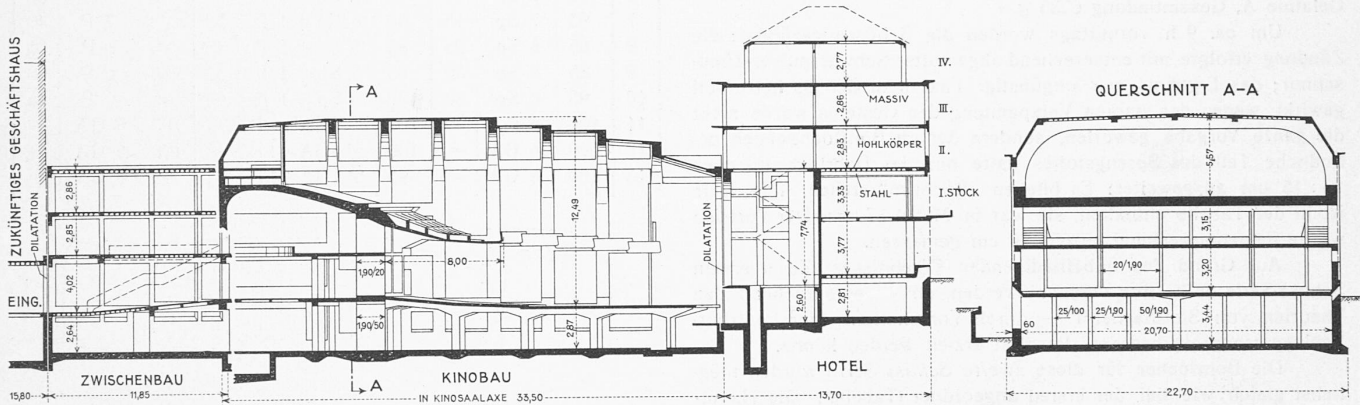 ZUKÜNFTIGES GESCHÄFTSHAUS
DILATATION
EING.
2,86
2,85
4,02
2,64
A
12,49
1,90/20
8,00
1,90/50
2,87
A
DILATATION
7,74
2,60
2,77
2,86
2,83
3,33
3,77
2,81
MASSIV
HOHLKÖRPER
STAHL
IV.
III.
II.
I. STOCK
QUERSCHNITT A-A
5,57
3,15
20/1,90
3,20
25/100
25/1,90
50/1,90
3,44
60
20,70
ZWISCHENBAU
KINOBAU
HOTEL
15,80
11,85
IN KINOSAALAXE 33,50
13,70
22,70